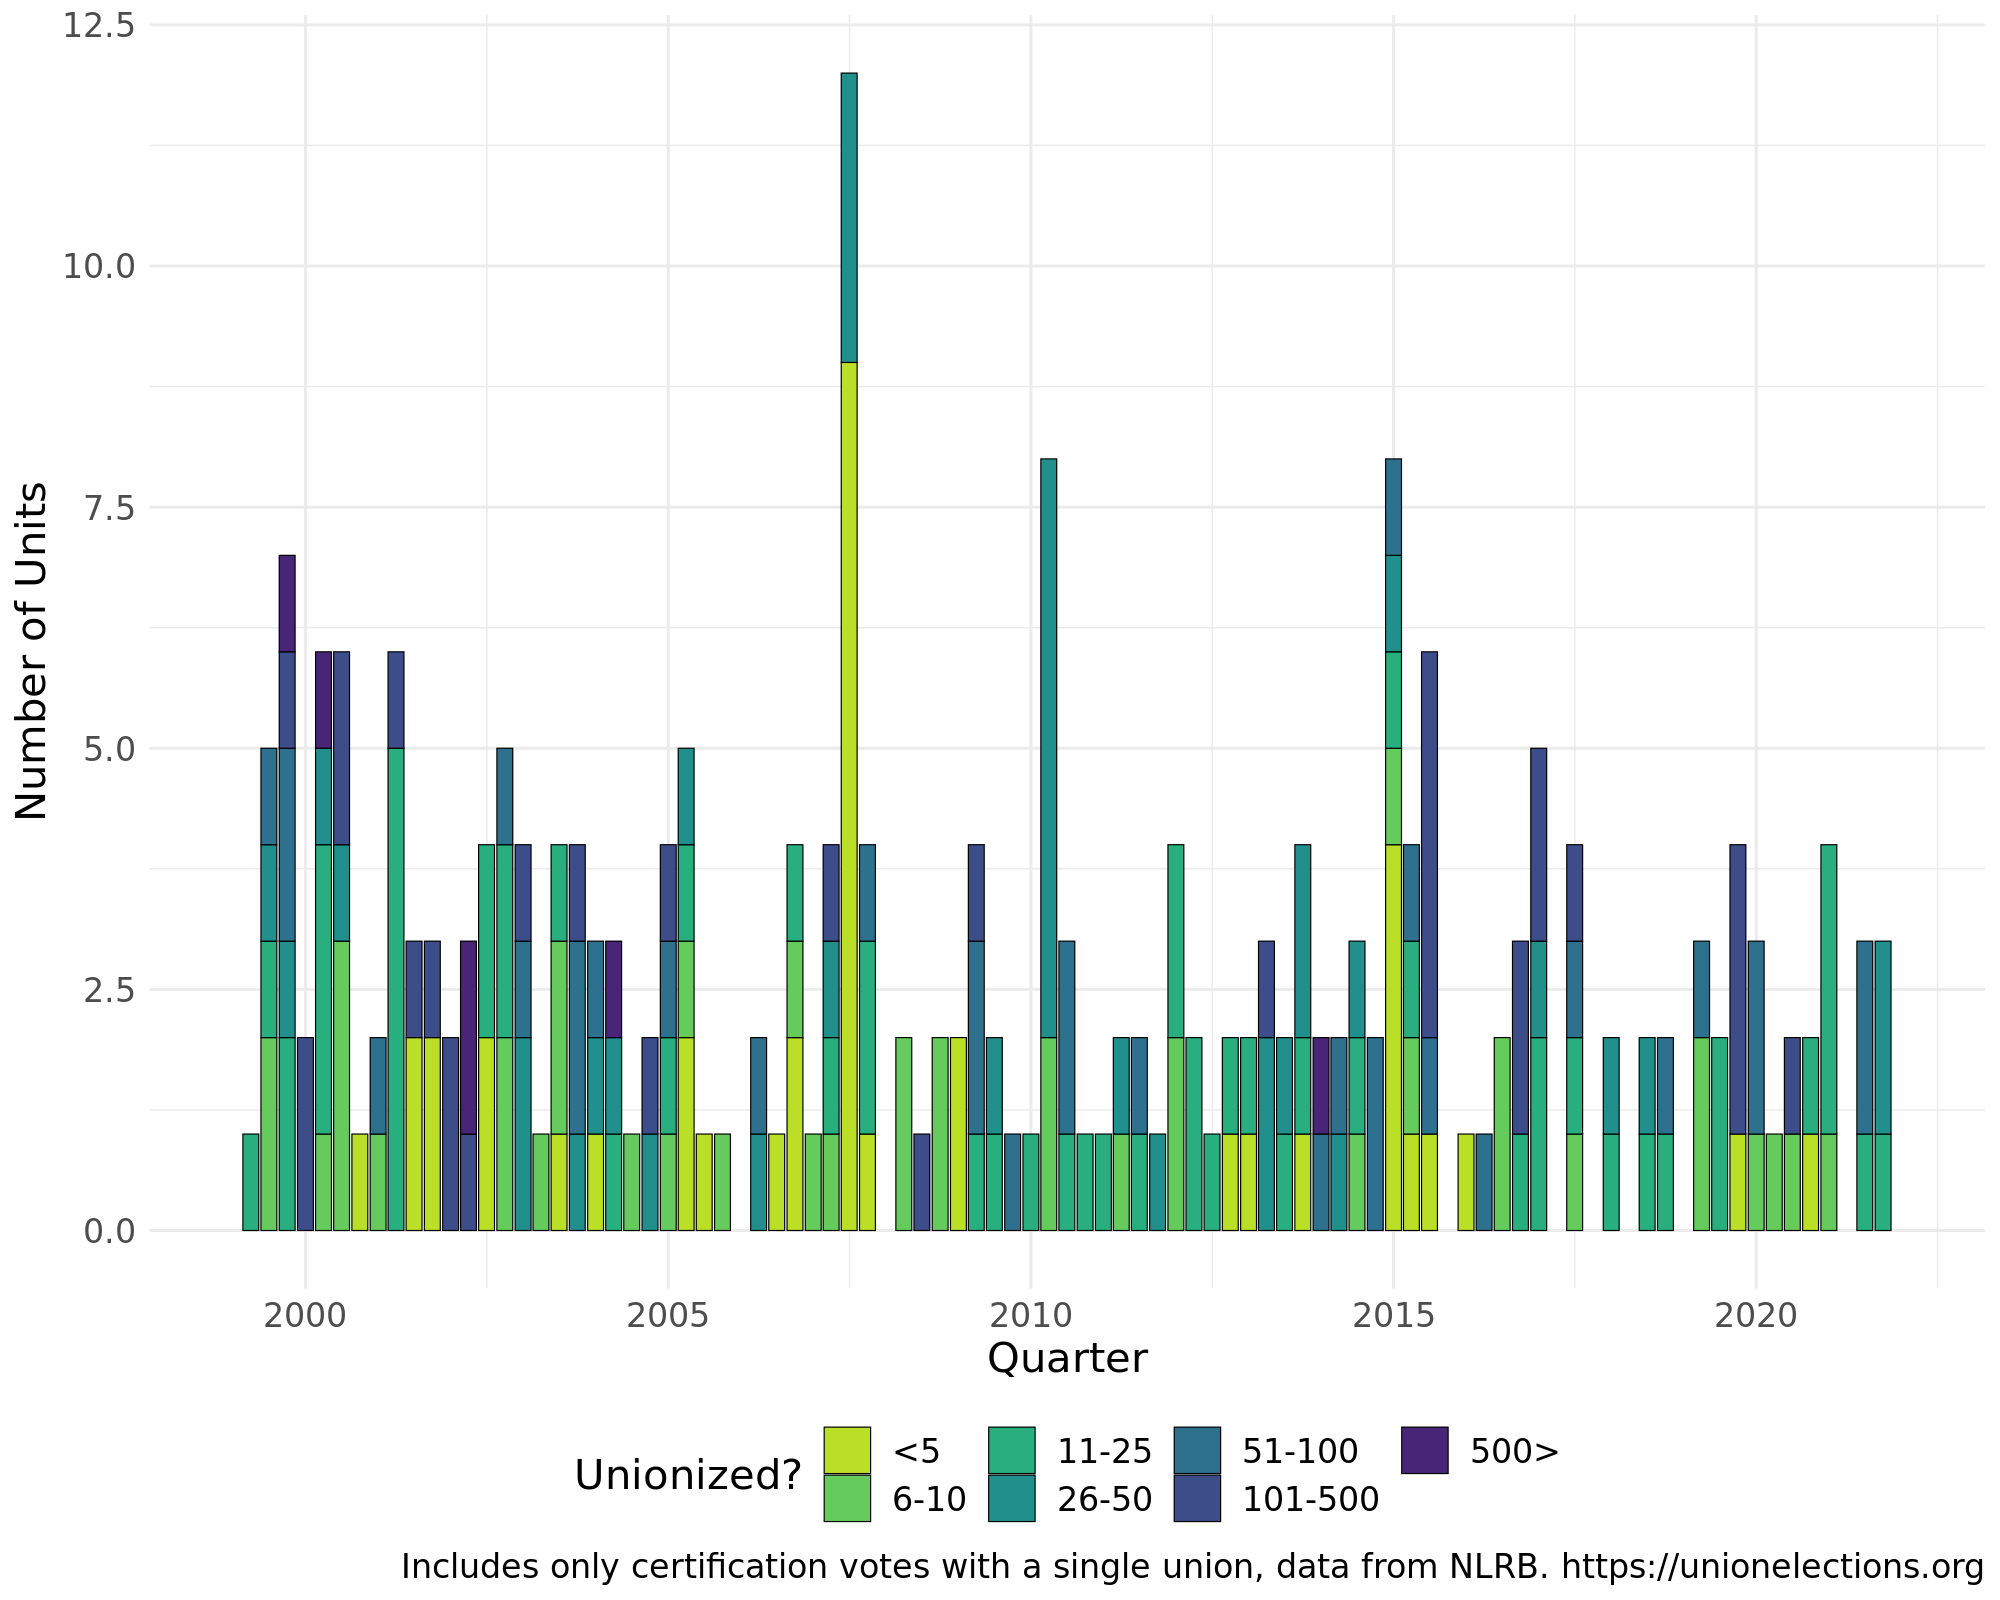 12.5
10.0
7.5
5.0
2.5
0.0
Number of Units
2000 2005 2010 2015 2020
Quarter
Unionized?
<5 11-25 51-100 500>
6-10 26-50 101-500
Includes only certification votes with a single union, data from NLRB. https://unionelections.org